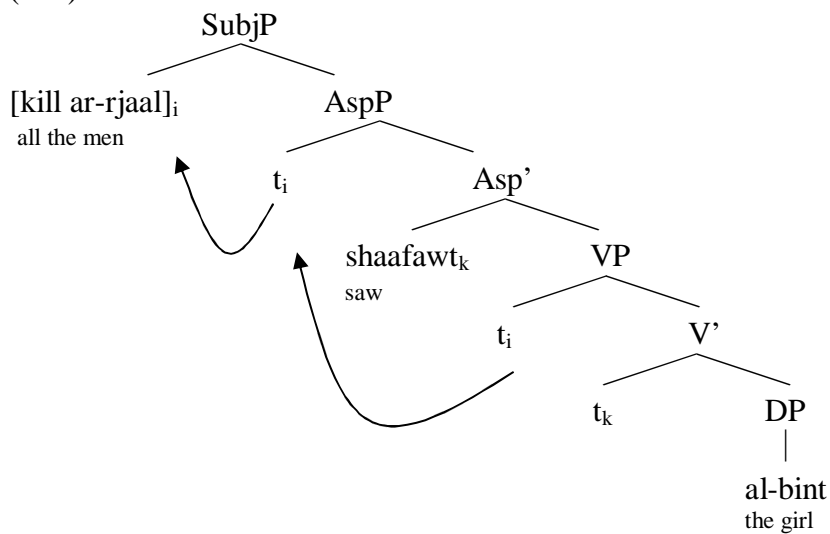 SubjP
[kill ar-rjaal]i AspP
all the men
ti Asp’
shaafawtk VP
saw
ti V’
tk DP
al-bint
the girl